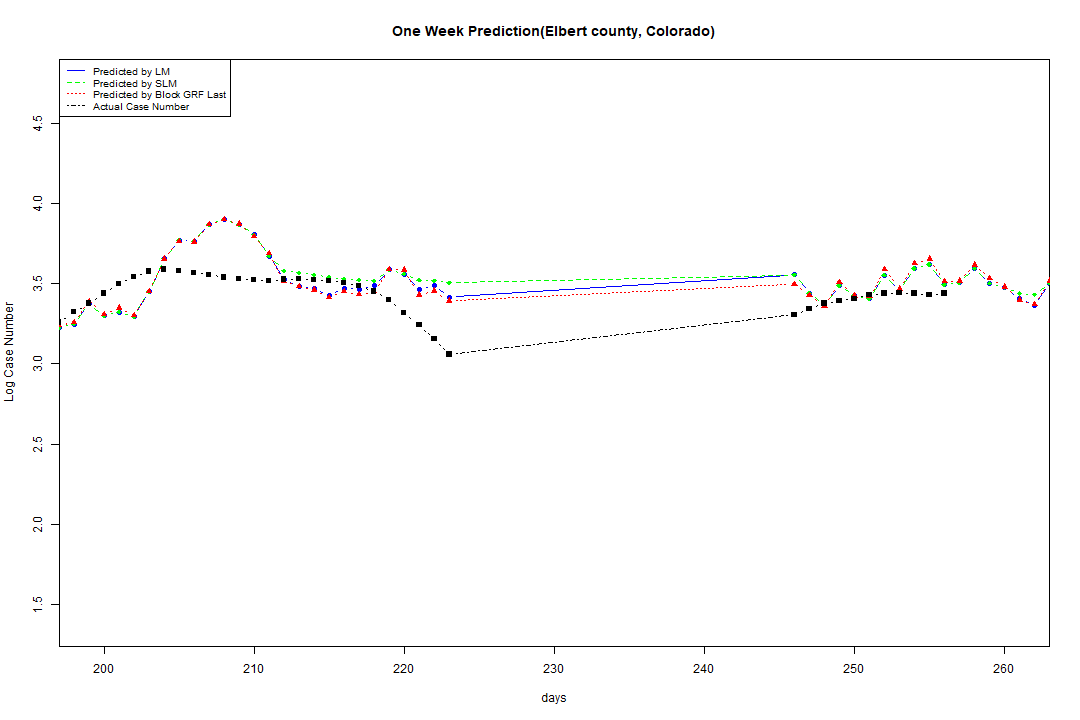 One Week Prediction(Elbert county, Colorado)
Predicted by LM
Predicted by SLM
Predicted by Block GRF Last
Actual Case Number
4.5
4.0
3.5
3.0
2.5
2.0
1.5
Log Case Number
200 210 220 230 240 250 260
days